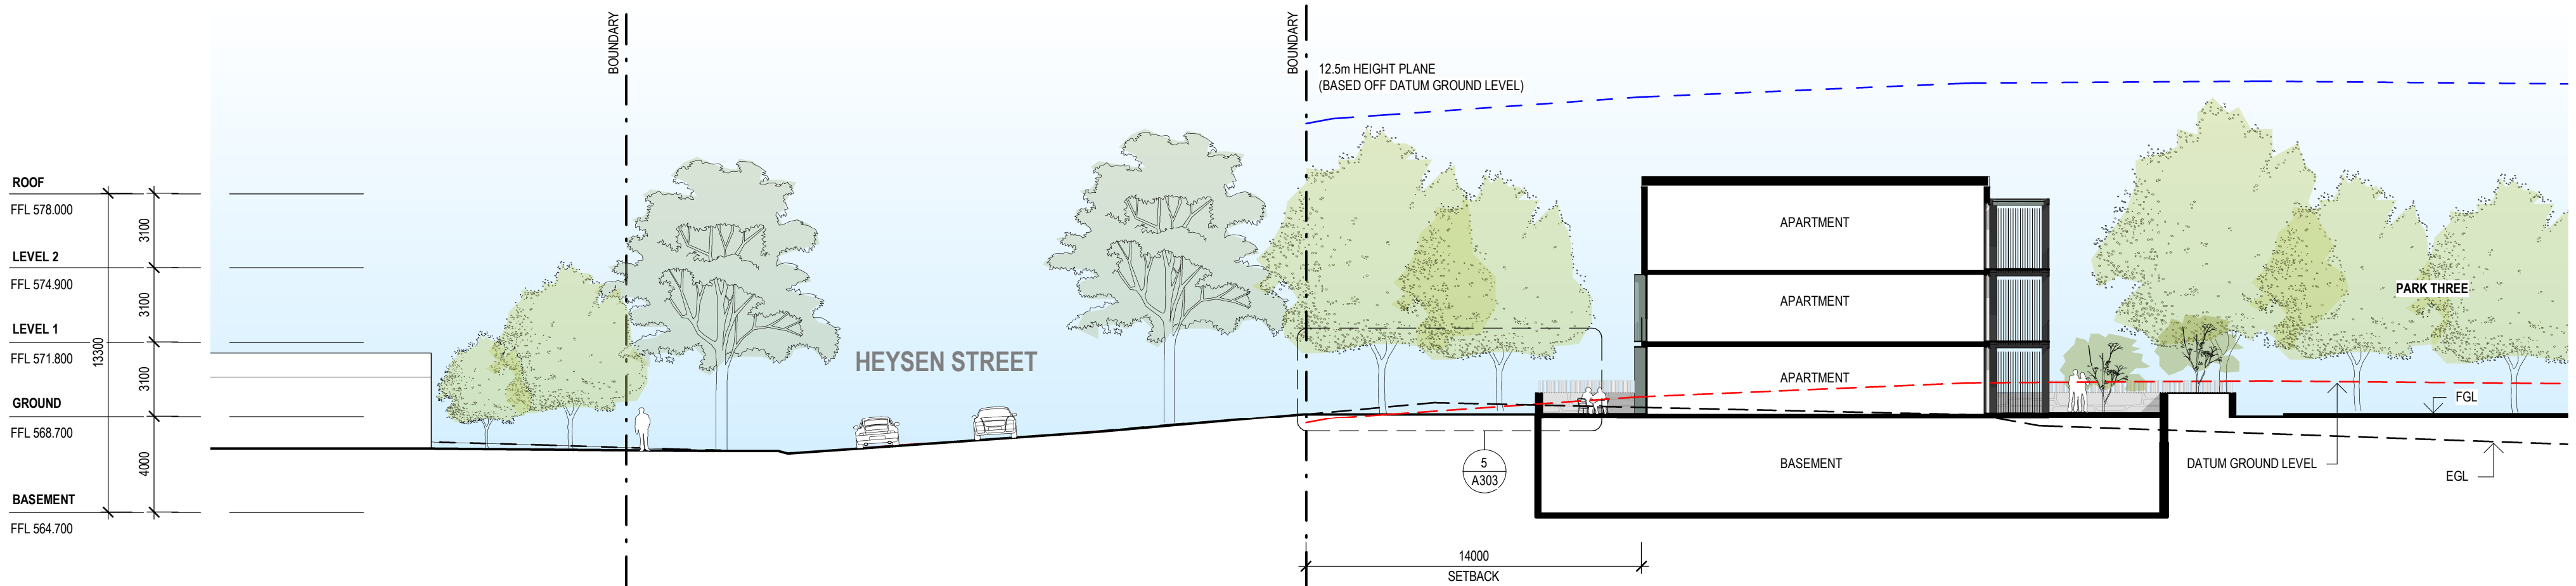 BOUNDARY
BOUNDARY
12.5m HEIGHT PLANE
(BASED OFF DATUM GROUND LEVEL)
ROOF
FFL 578.000
3100
LEVEL 2
FFL 574.900
3100
LEVEL 1
FFL 571.800
13300
3100
GROUND
FFL 568.700
4000
BASEMENT
FFL 564.700
HEYSEN STREET
APARTMENT
APARTMENT
APARTMENT
BASEMENT
PARK THREE
FGL
DATUM GROUND LEVEL
EGL
5
A303
14000
SETBACK